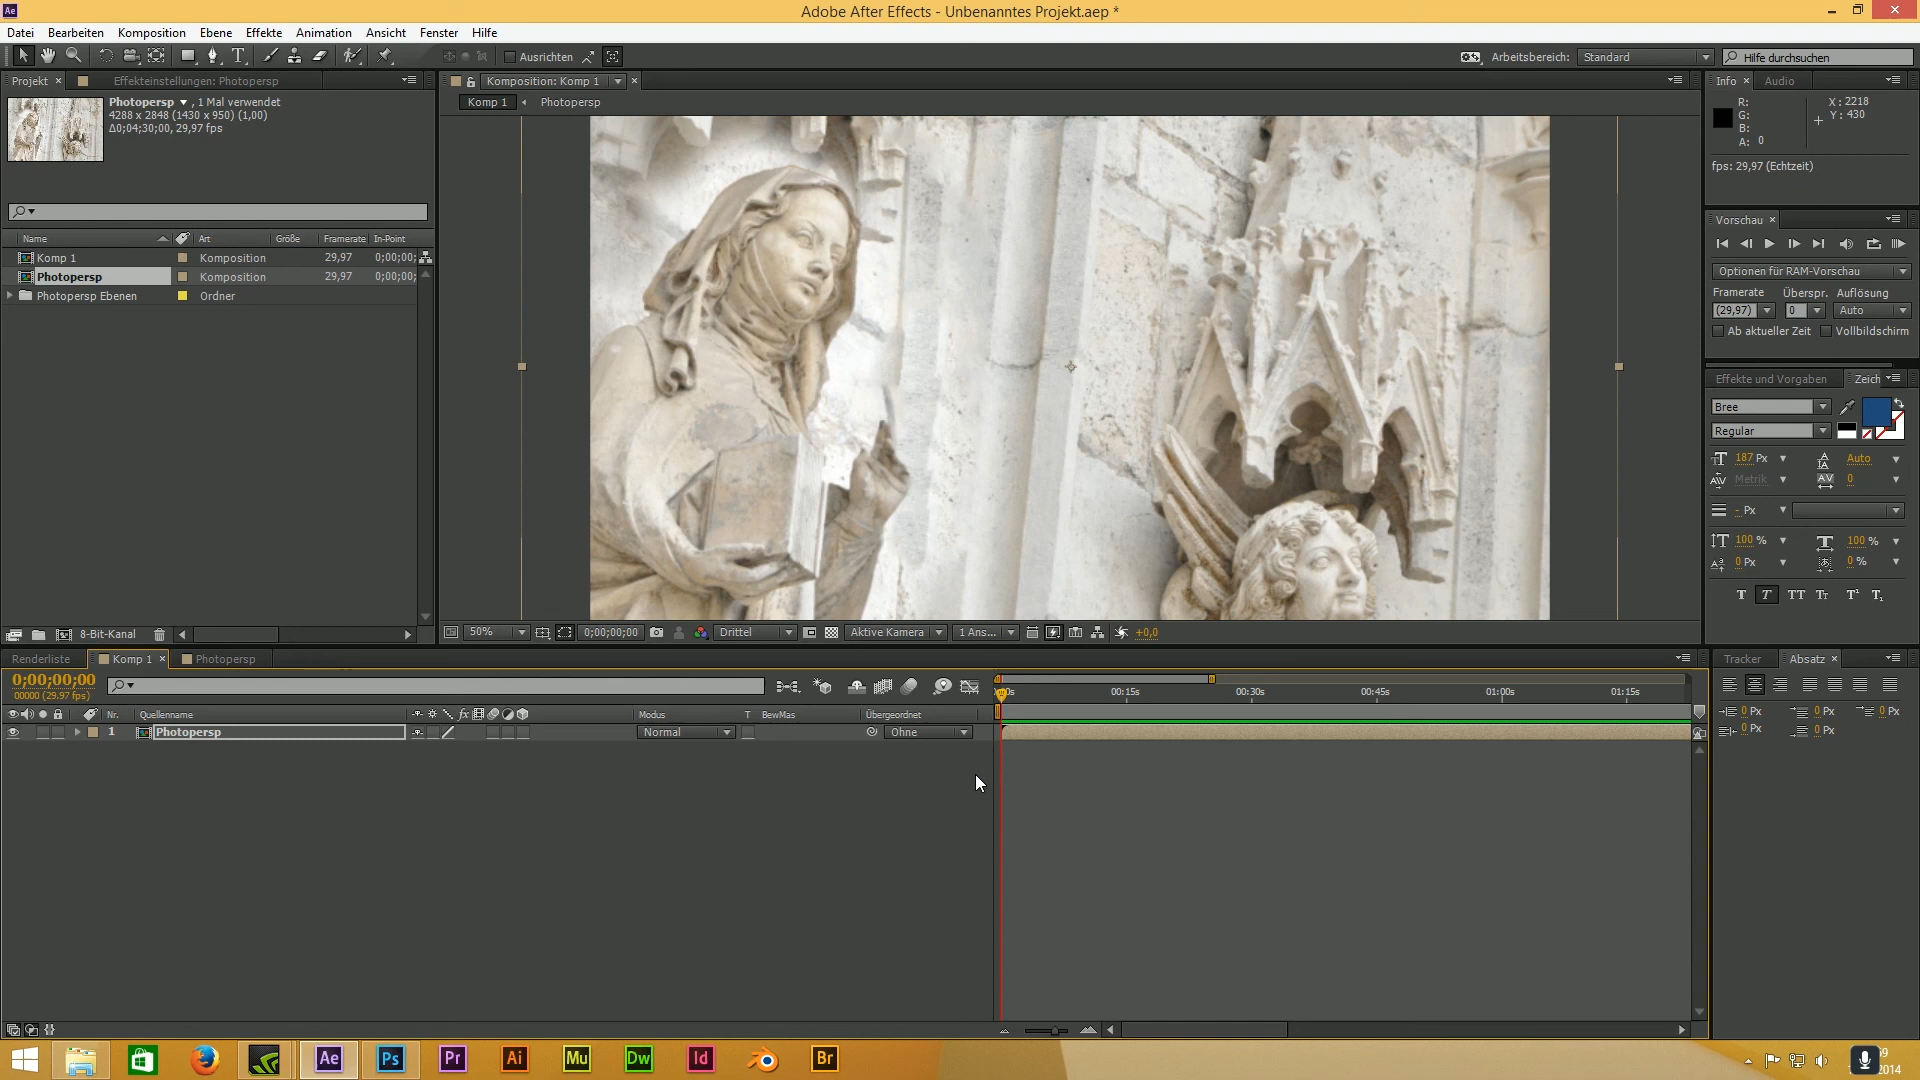 Ae
Adobe After Effects - Unbenanntes Projekt.aep *
Datei Bearbeiten Komposition Ebene Effekte Animation Ansicht Fenster Hilfe
T Ausrichten Arbeitsbereich: Standard Hilfe durchsuchen
Projekt × Effekteinstellungen: Photopersp Komposition: Komp 1 × Info × Audio
Komp 1 Photopersp
Photopersp , 1 Mal verwendet
4288 x 2848 (1430 x 950) (1,00)
Δ0;04;30;00, 29,97 fps
R:
G:
B:
A: 0
X : 2218
Y : 430
fps: 29,97 (Echtzeit)
Vorschau ×
Name Art Größe Framerate In-Point
Komp 1 Komposition 29,97 0;00;00;
Photopersp Komposition 29,97 0;00;00;
Photopersp Ebenen Ordner
Optionen für RAM-Vorschau
Framerate Überspr. Auflösung
(29,97) 0 Auto
Ab aktueller Zeit Vollbildschirm
Effekte und Vorgaben Zeich
Bree
Regular
187 Px Auto
Metrik 0
- Px
100 % 100 %
0 Px 0 %
T T TT Tт T¹ T,
8-Bit-Kanal
50% 0;00;00;00 Drittel Aktive Kamera 1 Ans... +0,0
Renderliste Komp 1 × Photopersp
Tracker Absatz ×
0;00;00;00
00000 (29.97 fps)
00:15s 00:30s 00:45s 01:00s 01:15s
Nr. Quellenname fx Modus T BewMas Übergeordnet
1 Photopersp Normal Ohne
0 Px 0 Px 0 Px
0 Px 0 Px
Ae Ps Pr Ai Mu Dw Id Br
2014